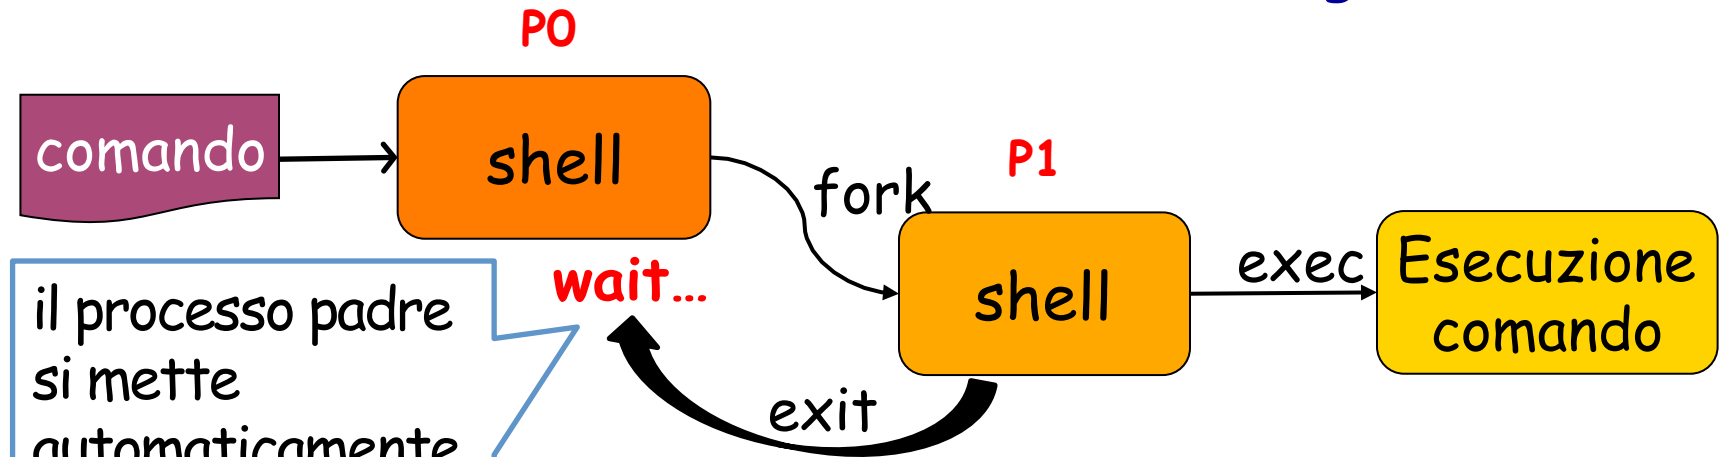 P0
comando
shell
fork
P1
exec
Esecuzione
comando
shell
wait...
il processo padre
si mette
automaticamente
exit